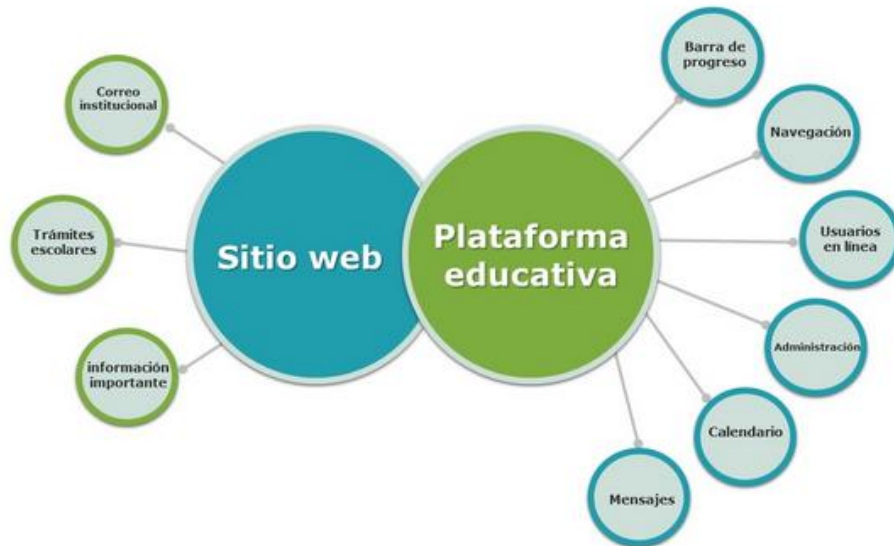 Correo
institucional
Trámites
escolares
información
importante
Sitio web
Plataforma
educativa
Barra de
progreso
Navegación
Usuarios
en línea
Administración
Calendario
Mensajes